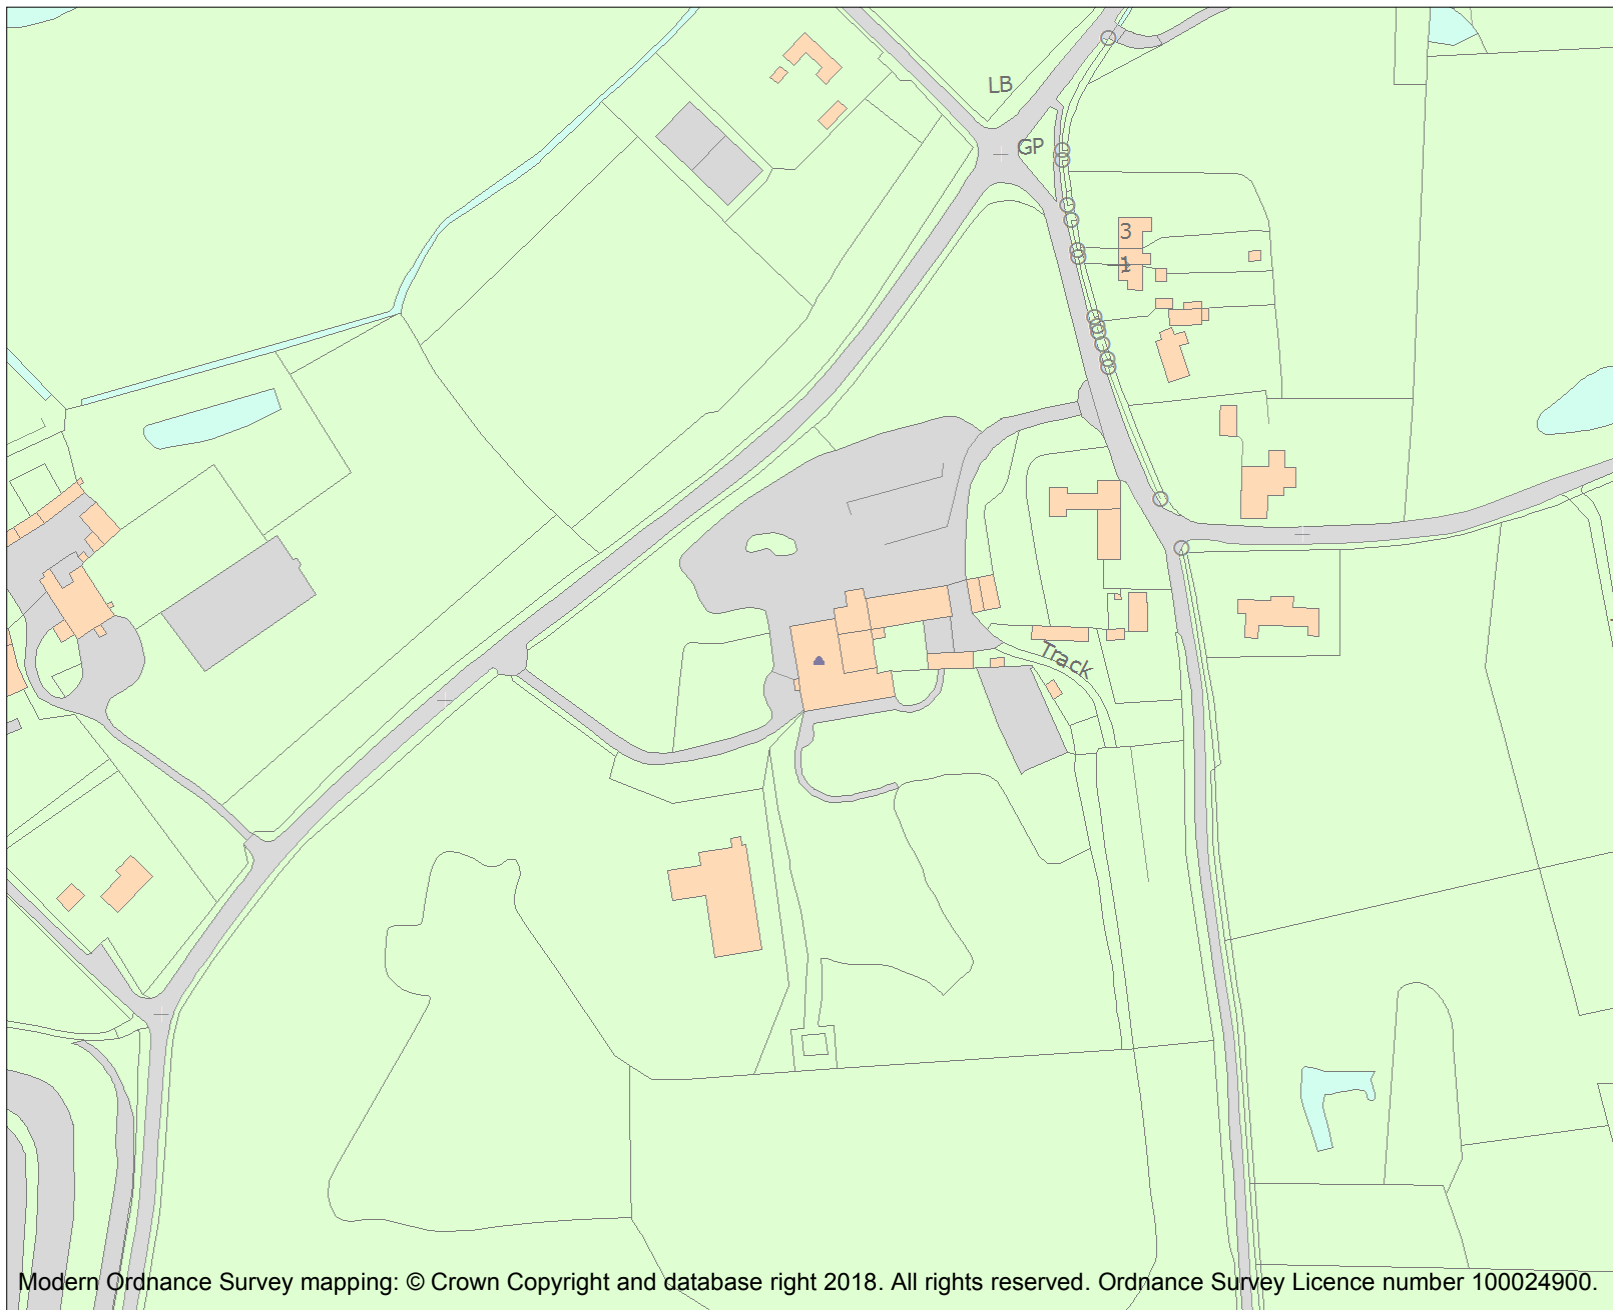 LB
GP
3
1
Track
Modern Ordnance Survey mapping: © Crown Copyright and database right 2018. All rights reserved. Ordnance Survey Licence number 100024900.